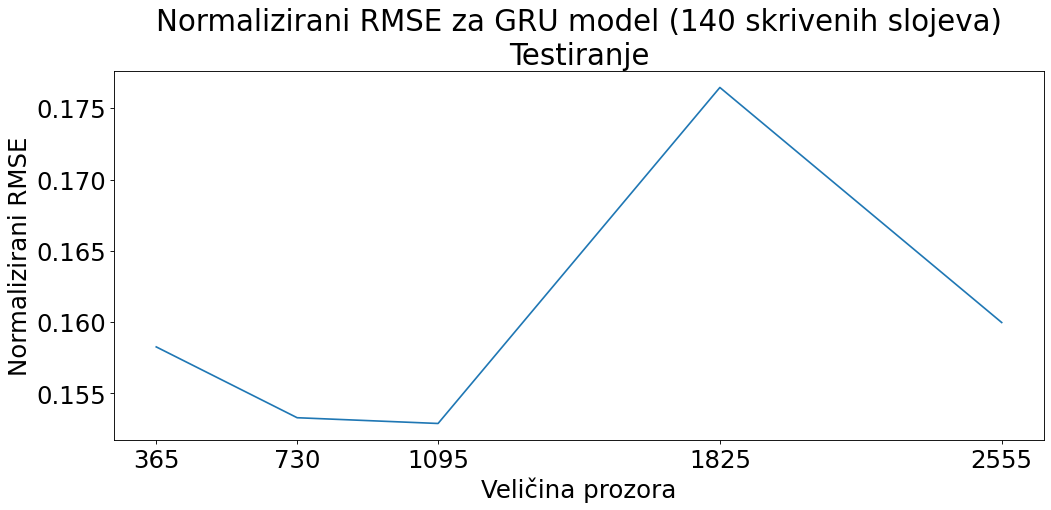 Normalizirani RMSE za GRU model (140 skrivenih slojeva)
Testiranje
Normalizirani RMSE
0.175
0.170
0.165
0.160
0.155
365 730 1095 1825 2555
Veličina prozora